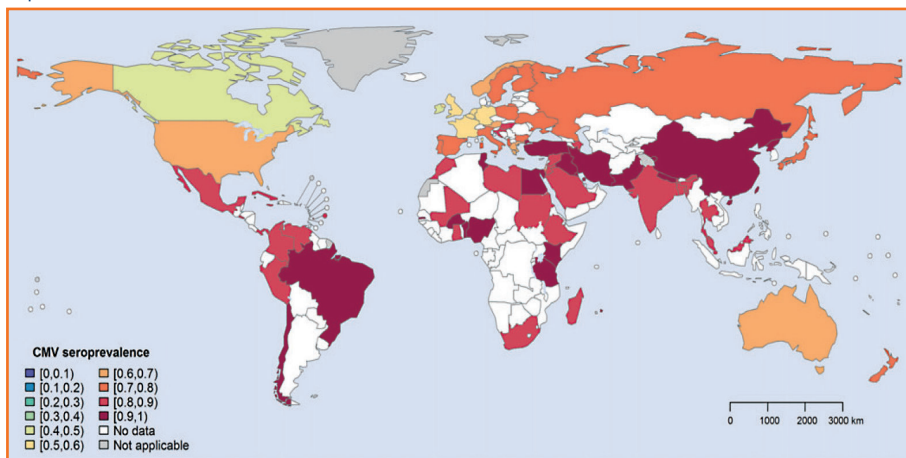 CMV seroprevalence
[0,0.1) [0.6,0.7)
[0.1,0.2) [0.7,0.8)
[0.2,0.3) [0.8,0.9)
[0.3,0.4) [0.9,1)
[0.4,0.5) No data
[0.5,0.6) Not applicable
0 1000 2000 3000 km